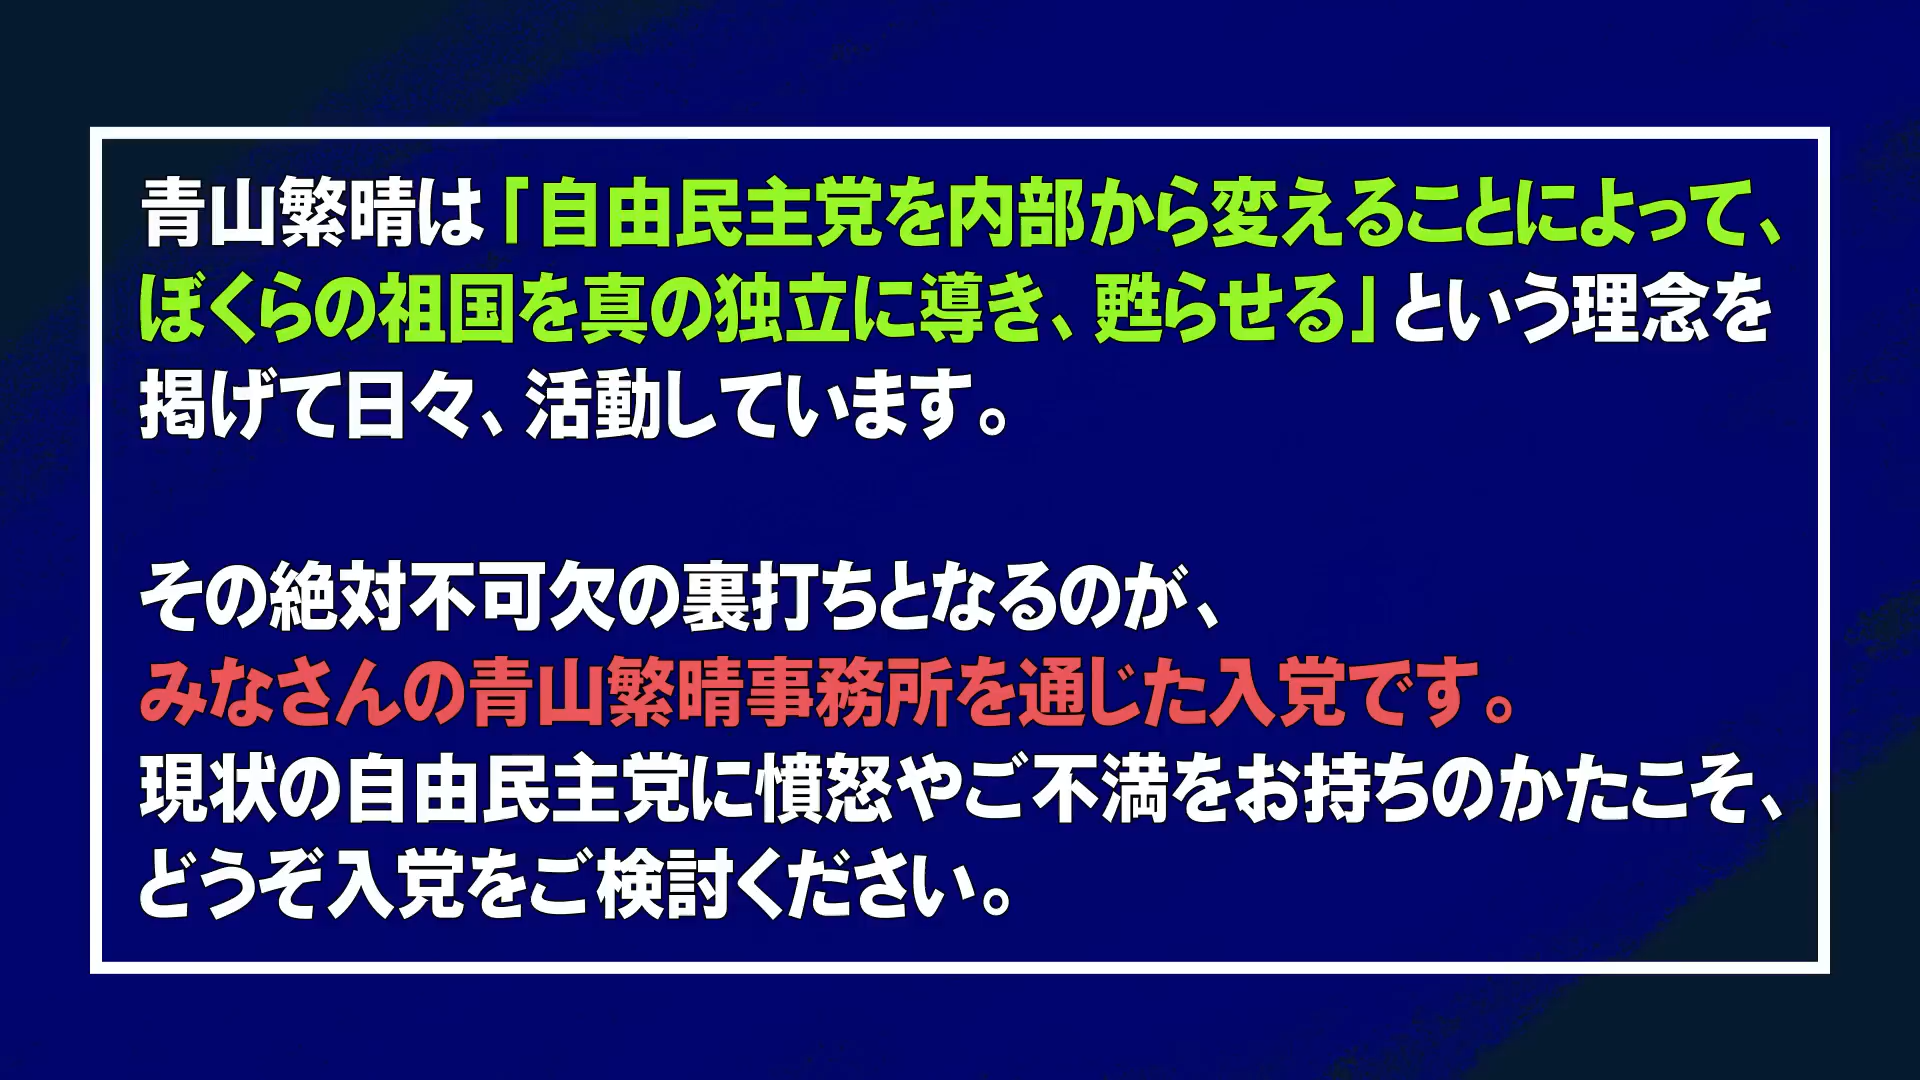 青山繁晴は「自由民主党を内部から変えることによって、
ぼくらの祖国を真の独立に導き、甦らせる」という理念を
掲げて日々、活動しています。
その絶対不可欠の裏打ちとなるのが、
みなさんの青山繁晴事務所を通じた入党です。
現状の自由民主党に憤怒やご不満をお持ちのかたこそ、
どうぞ入党をご検討ください。